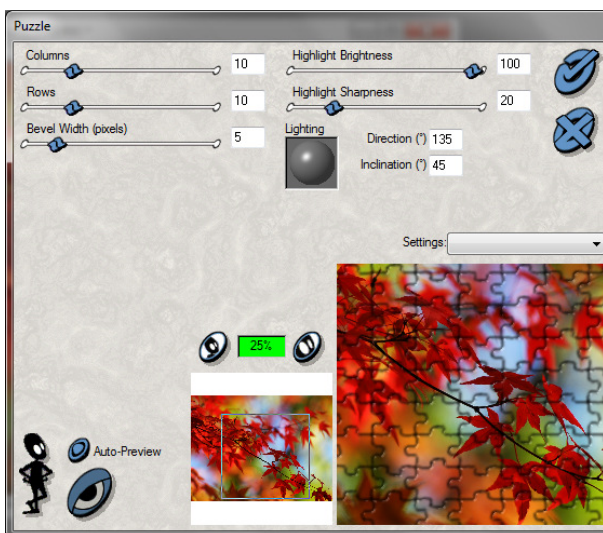 Puzzle
Columns
10
Highlight Brightness
100
Rows
10
Highlight Sharpness
20
Bevel Width (pixels)
5
Lighting
Direction (°) 135
Inclination (°) 45
Settings:
25%
Auto-Preview